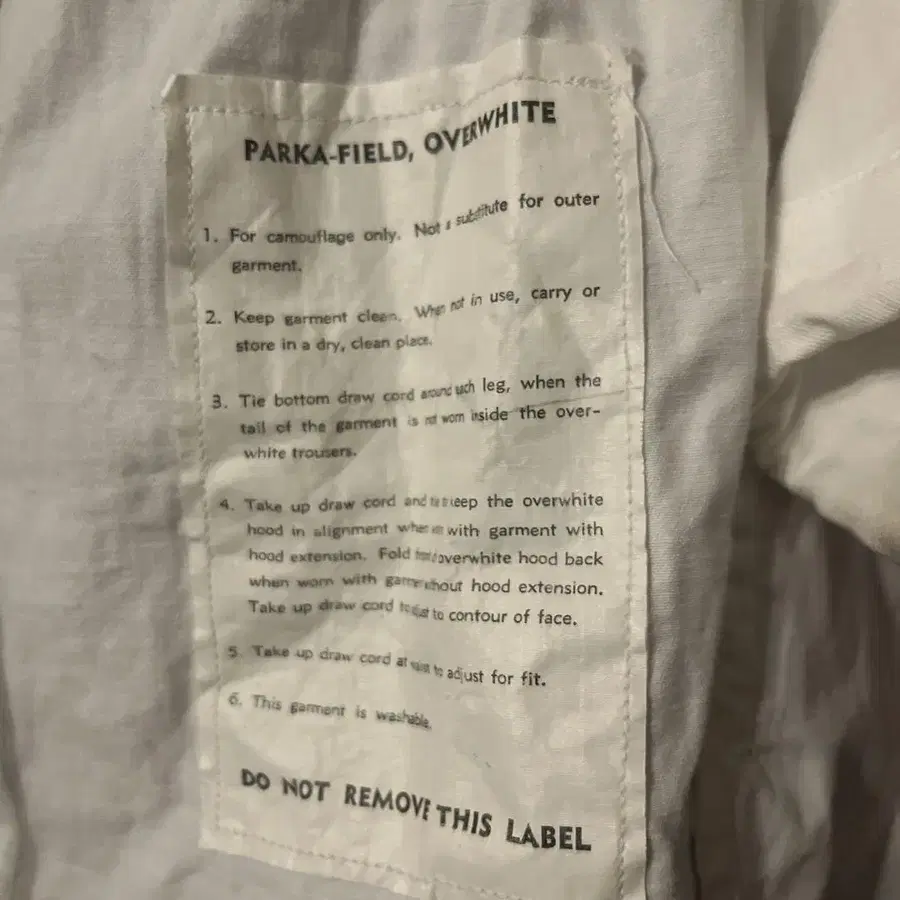 PARKA-FIELD, OVERWHITE
1. For camouflage only. Not a substitute for outer
garment.
2. Keep garment clean. When not in use, carry or
store in a dry, clean place.
3. Tie bottom draw cord around each leg, when the
tail of the garment is not worn inside the over-
white trousers.
4. Take up draw cord and tie to keep the overwhite
hood in alignment when with garment with
hood extension. Fold overwhite hood back
when worn with hood extension.
Take up draw cord to contour of face.
5. Take up draw cord at waist to adjust for fit.
6. This garment is washable.
DO NOT REMOVE THIS LABEL